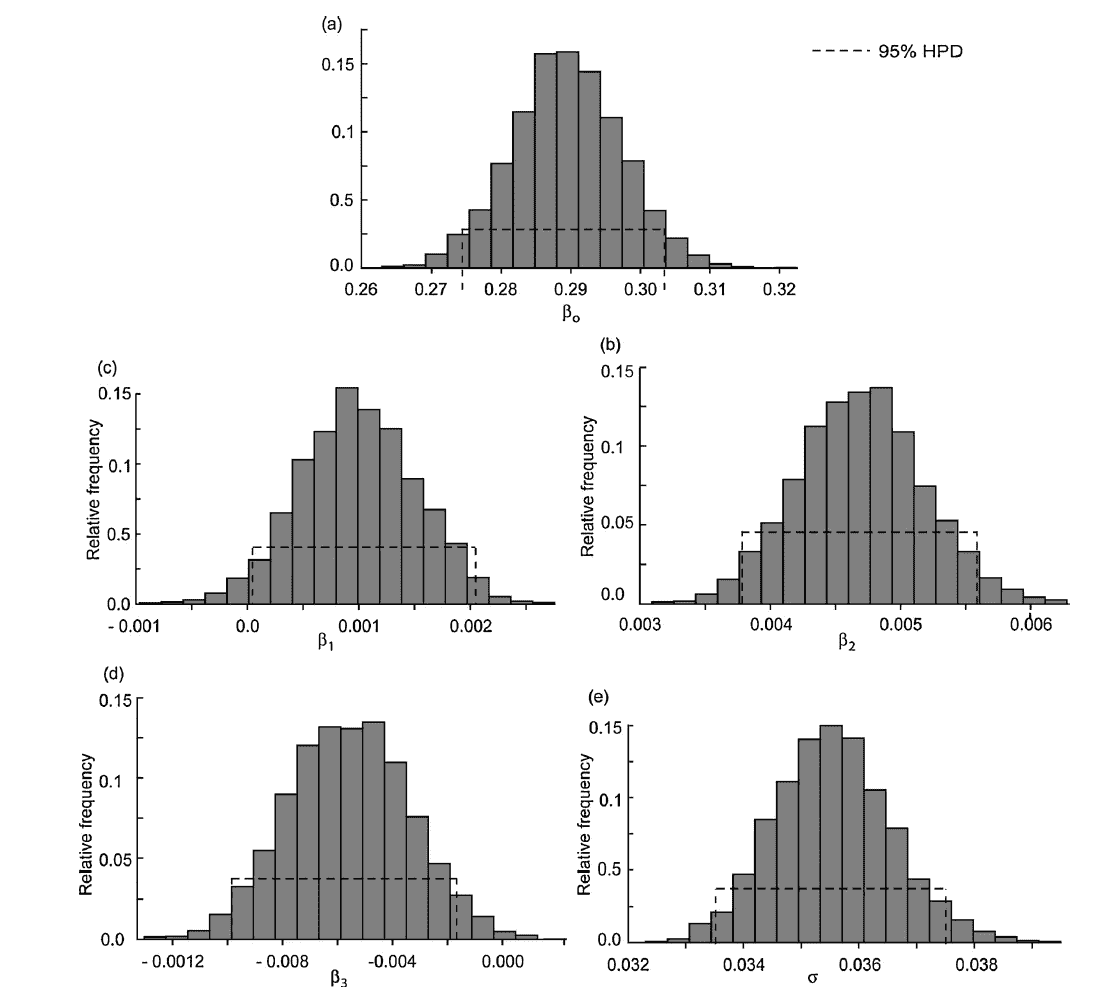 (a)
95% HPD
0.15
0.1
0.5
0.0
0.26 0.27 0.28 0.29 0.30 0.31 0.32
βo
(c)
Relative frequency
0.15
0.1
0.5
0.0
- 0.001 0.0 0.001 0.002
β1
(b)
Relative frequency
0.15
0.1
0.05
0.0
0.003 0.004 0.005 0.006
β2
(d)
Relative frequency
0.15
0.1
0.05
0.0
- 0.0012 - 0.008 -0.004 0.000
β3
(e)
Relative frequency
0.15
0.1
0.5
0.0
0.032 0.034 0.036 0.038
σ